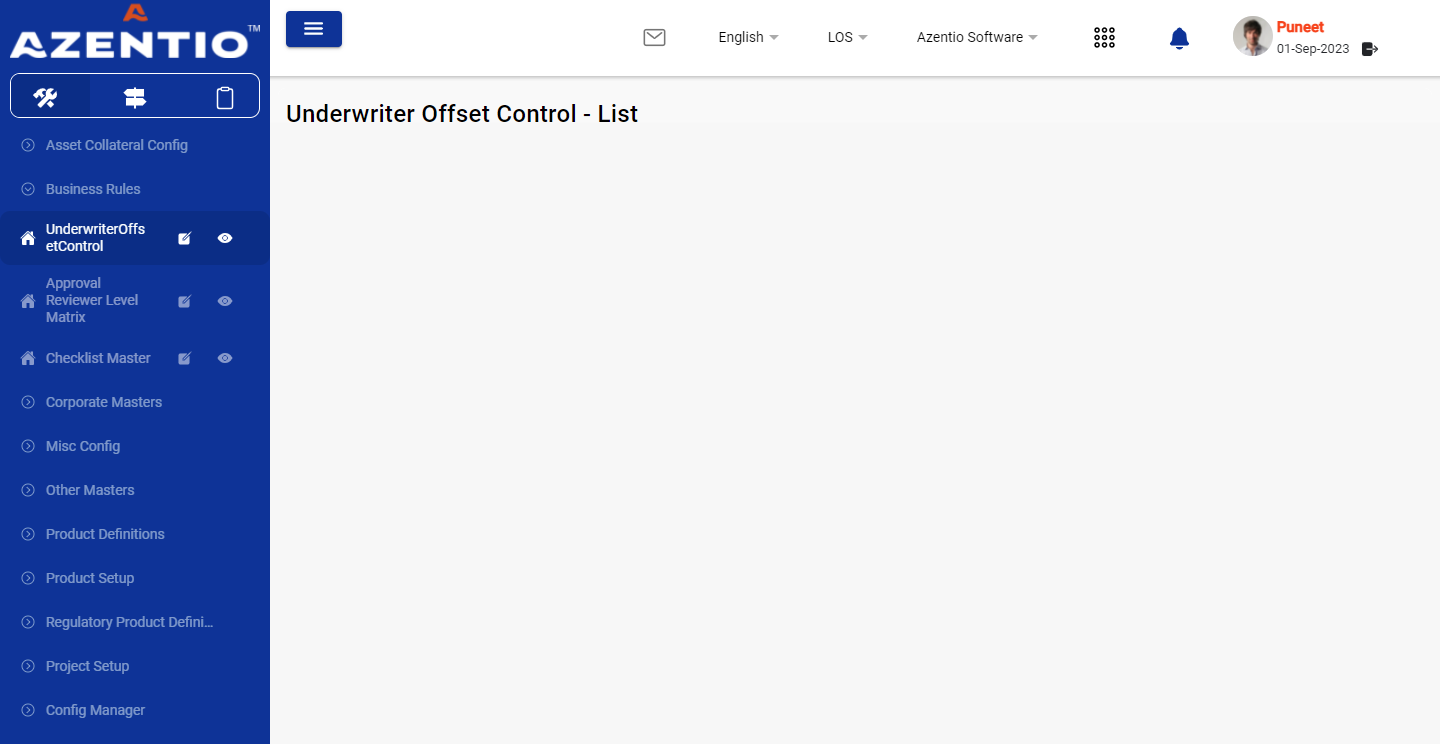 AZENTIO™
English
LOS
Azentio Software
Puneet
01-Sep-2023
Asset Collateral Config
Business Rules
UnderwriterOffs
etControl
Approval
Reviewer Level
Matrix
Checklist Master
Corporate Masters
Misc Config
Other Masters
Product Definitions
Product Setup
Regulatory Product Defini...
Project Setup
Config Manager
Underwriter Offset Control - List